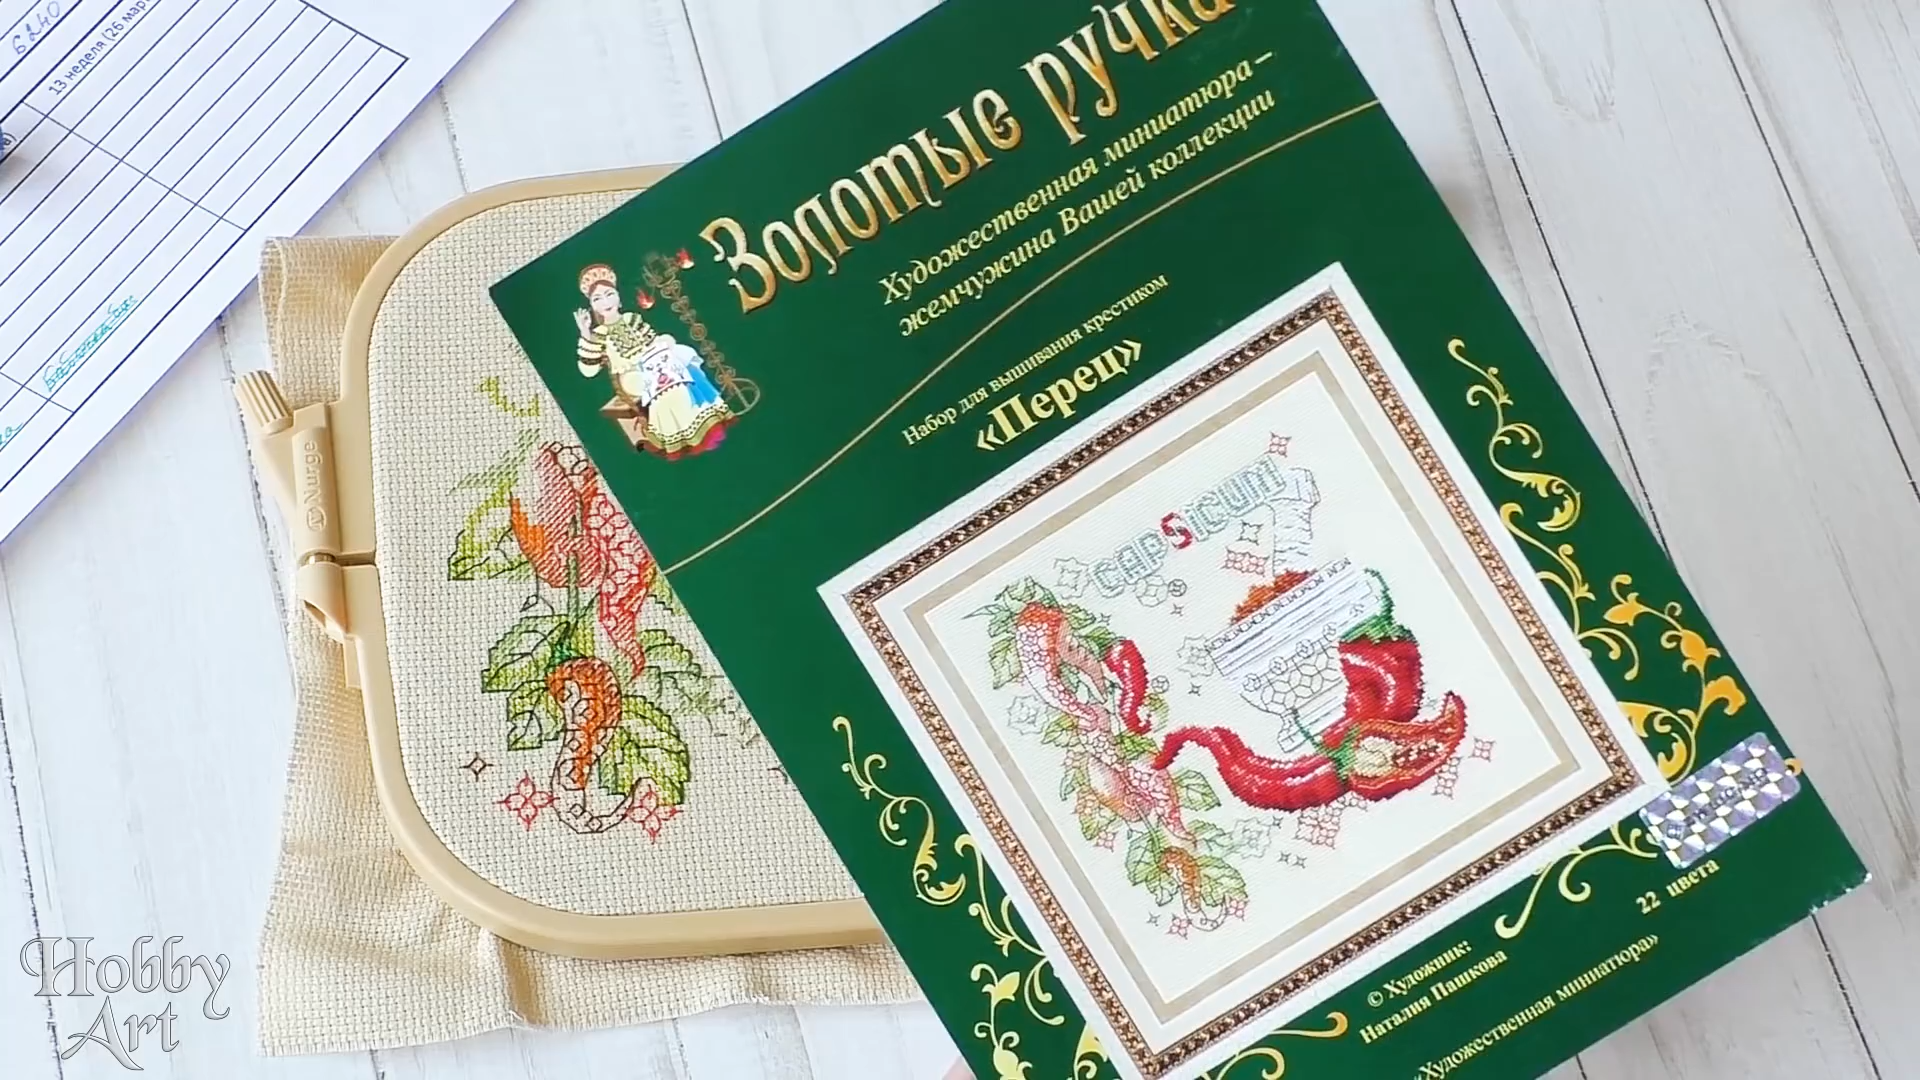 6240
13 неделя (26 мар
Nurge
Золотые ручки
Художественная миниатюра –
жемчужина Вашей коллекции
Набор для вышивания крестиком
«Перец»
CAPSICUM
22 цвета
© Художник:
Наталия Пашкова
«Художественная миниатюра»
Hobby
Art